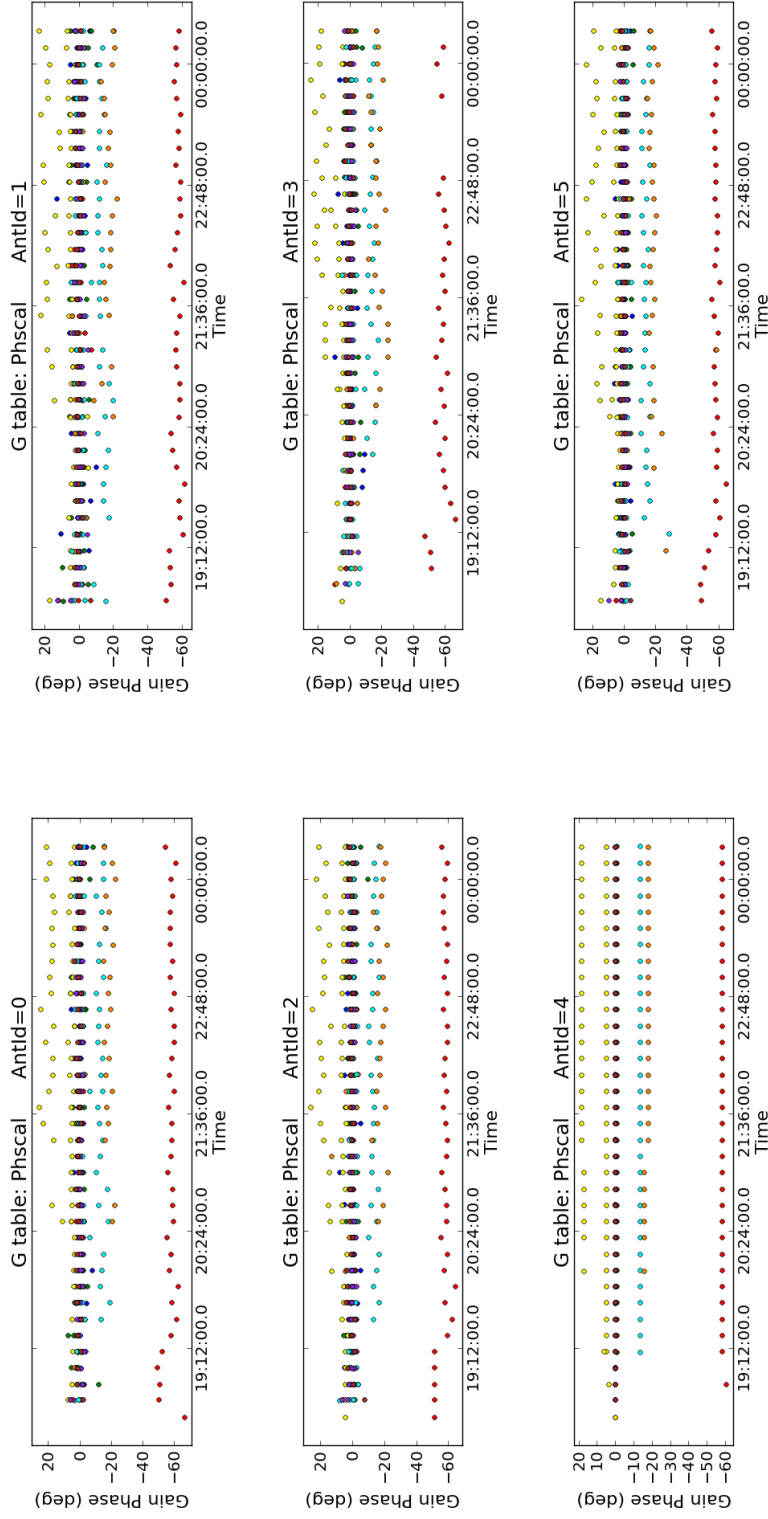 G table: Phscal AntId=0
Gain Phase (deg)
20
0
−20
−40
−60
19:12:00.0 20:24:00.0 21:36:00.0 22:48:00.0 00:00:00.0
Time
G table: Phscal AntId=1
Gain Phase (deg)
20
0
−20
−40
−60
19:12:00.0 20:24:00.0 21:36:00.0 22:48:00.0 00:00:00.0
Time
G table: Phscal AntId=2
Gain Phase (deg)
20
0
−20
−40
−60
19:12:00.0 20:24:00.0 21:36:00.0 22:48:00.0 00:00:00.0
Time
G table: Phscal AntId=3
Gain Phase (deg)
20
0
−20
−40
−60
19:12:00.0 20:24:00.0 21:36:00.0 22:48:00.0 00:00:00.0
Time
G table: Phscal AntId=4
Gain Phase (deg)
20
10
0
−10
−20
−30
−40
−50
−60
19:12:00.0 20:24:00.0 21:36:00.0 22:48:00.0 00:00:00.0
Time
G table: Phscal AntId=5
Gain Phase (deg)
20
0
−20
−40
−60
19:12:00.0 20:24:00.0 21:36:00.0 22:48:00.0 00:00:00.0
Time